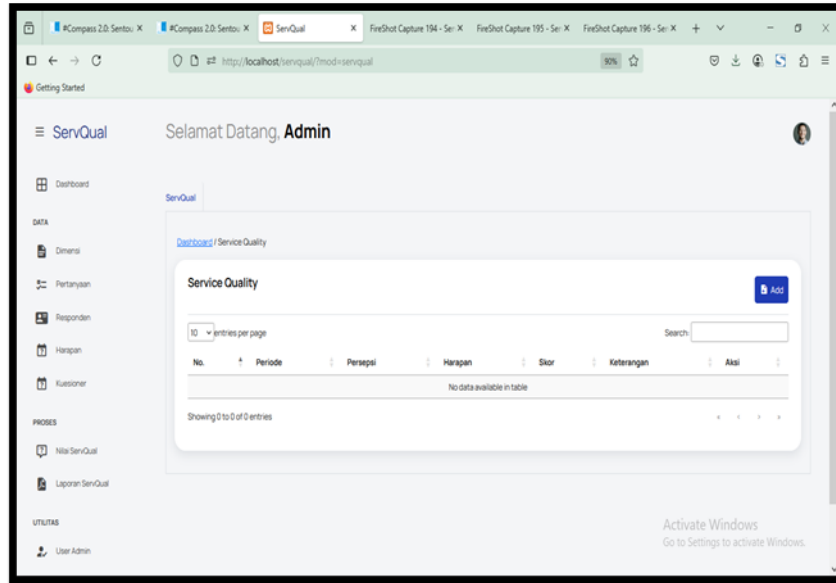 #Compass 2.0: Sentou
#Compass 2.0: Sentou
ServQual
FireShot Capture 194 - Ser
FireShot Capture 195 - Ser
FireShot Capture 196 - Ser
http://localhost/servqual/?mod=servqual
90%
Getting Started
ServQual
Selamat Datang, Admin
Dashboard
DATA
Dimensi
Pertanyaan
Responden
Harapan
Kuesioner
PROSES
Nilai ServQual
Laporan ServQual
UTILITAS
User Admin
ServQual
Dashboard / Service Quality
Service Quality
Add
10 entries per page
Search:
No. Periode Persepsi Harapan Skor Keterangan Aksi
No data available in table
Showing 0 to 0 of 0 entries
« ‹ › »
Activate Windows
Go to Settings to activate Windows.